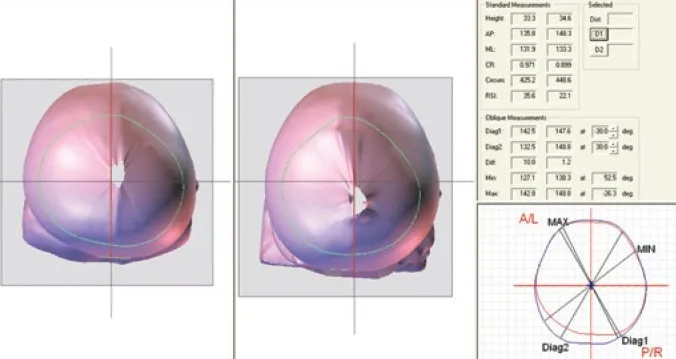 Standard Measurements
Selected
Height: 33.3 34.6
Dist
AP: 135.8 148.3
D1
ML: 131.9 133.3
D2
CR: 0.971 0.899
Circum: 425.2 448.6
RSI: 35.6 22.1
Oblique Measurements
Diag1: 142.5 147.6 at -30.0 deg.
Diag2: 132.5 148.8 at 30.0 deg.
Diff: 10.0 1.2
Min: 127.1 138.3 at 52.5 deg.
Max: 142.8 148.8 at -26.3 deg.
A/L
MAX
MIN
Diag2
Diag1
P/R